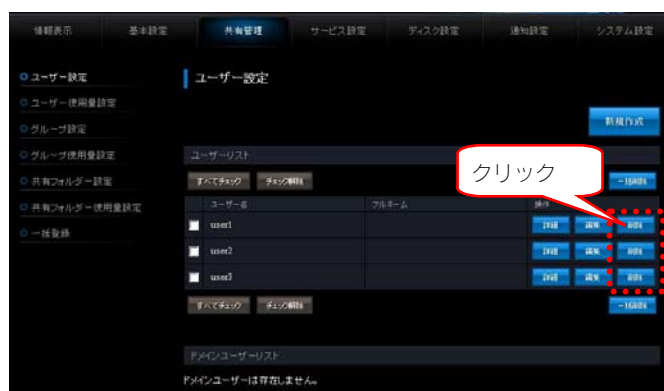 情報表示 基本設定 共有管理 サービス設定 ディスク設定 通知設定 システム設定
ユーザー設定
ユーザー使用量設定
グループ設定
グループ使用量設定
共有フォルダー設定
共有フォルダー使用量設定
一括登録
ユーザー設定
新規作成
ユーザーリスト
クリック
すべてチェック チェック解除 一括削除
ユーザー名 フルネーム 操作
user1 詳細 編集 削除
user2 詳細 編集 削除
user3 詳細 編集 削除
すべてチェック チェック解除 一括削除
ドメインユーザーリスト
ドメインユーザーは存在しません。